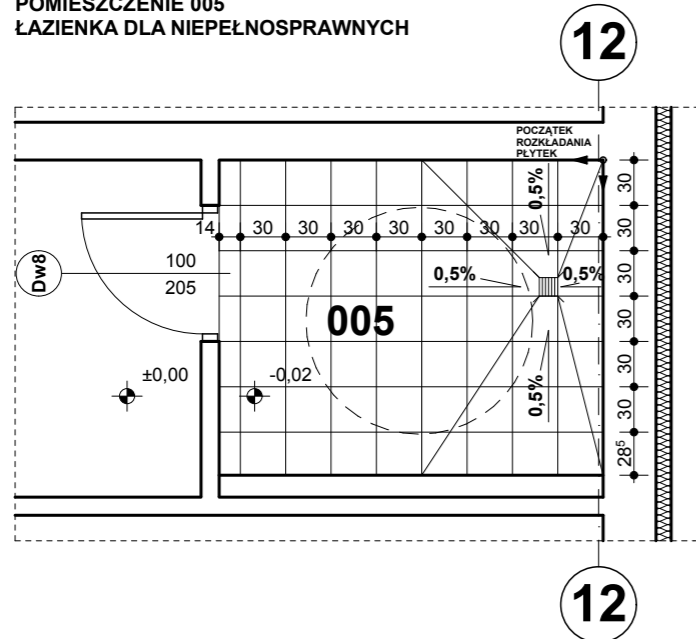 POMIESZCZENIE 005
ŁAZIENKA DLA NIEPEŁNOSPRAWNYCH
12
POCZĄTEK
ROZKŁADANIA
PŁYTEK
0,5%
30
14 30 30 30 30 30 30 30 30
30
Dw8
100
205
0,5%
0,5%
30
005
30
±0,00
-0,02
30
0,5%
30
28⁵
12